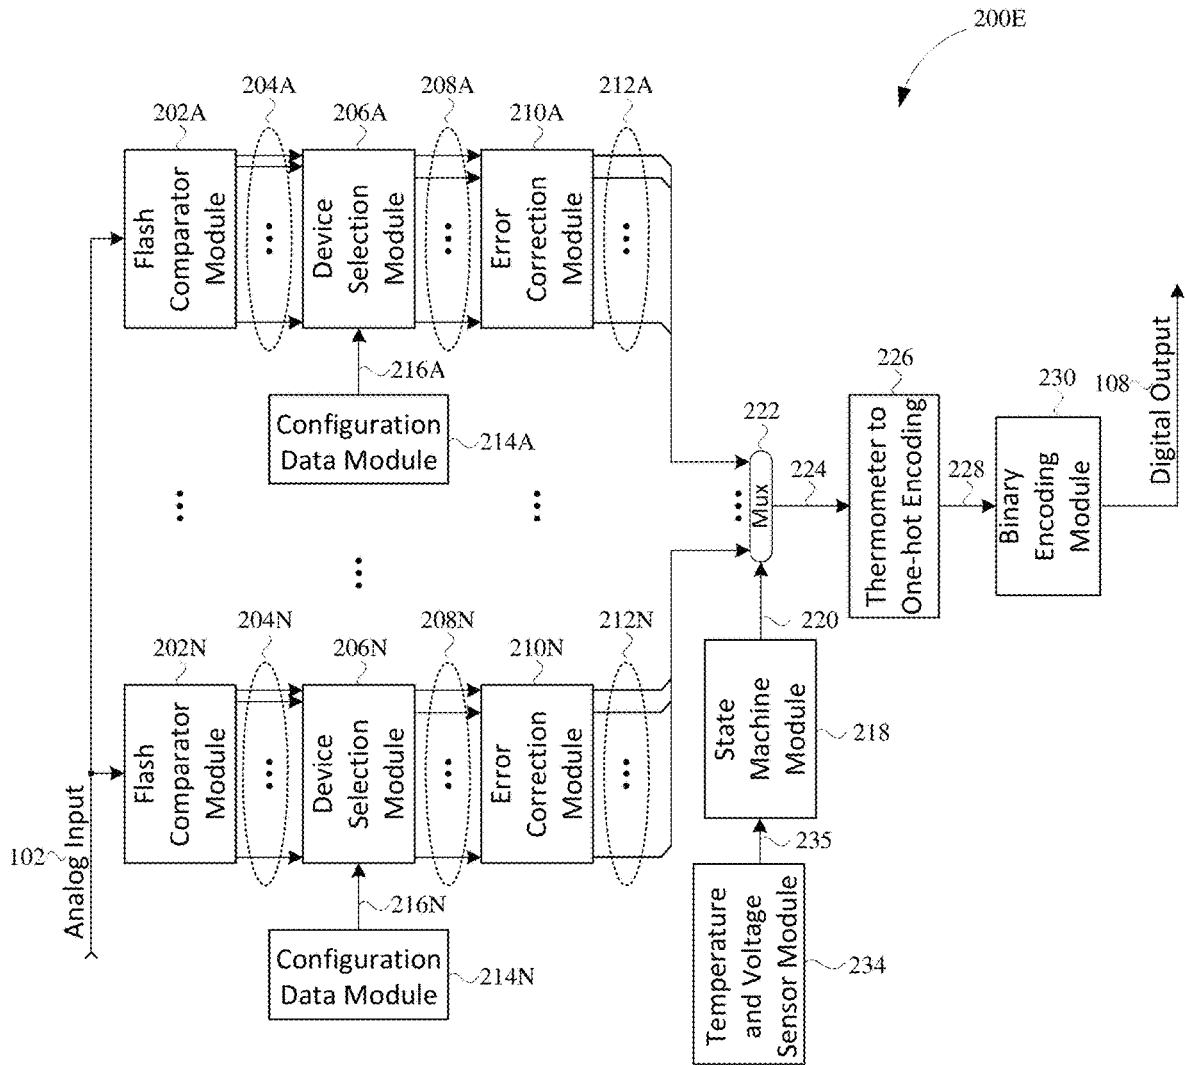 200E
204A
208A
212A
202A
206A
210A
Flash
Comparator
Module
Device
Selection
Module
Error
Correction
Module
216A
Configuration
Data Module
214A
222
Mux
224
226
Thermometer to
One-hot Encoding
228
230
Binary
Encoding
Module
108
Digital Output
220
204N
208N
212N
202N
206N
210N
Flash
Comparator
Module
Device
Selection
Module
Error
Correction
Module
State
Machine
Module
218
102
Analog Input
235
216N
Configuration
Data Module
214N
Temperature
and Voltage
Sensor Module
234